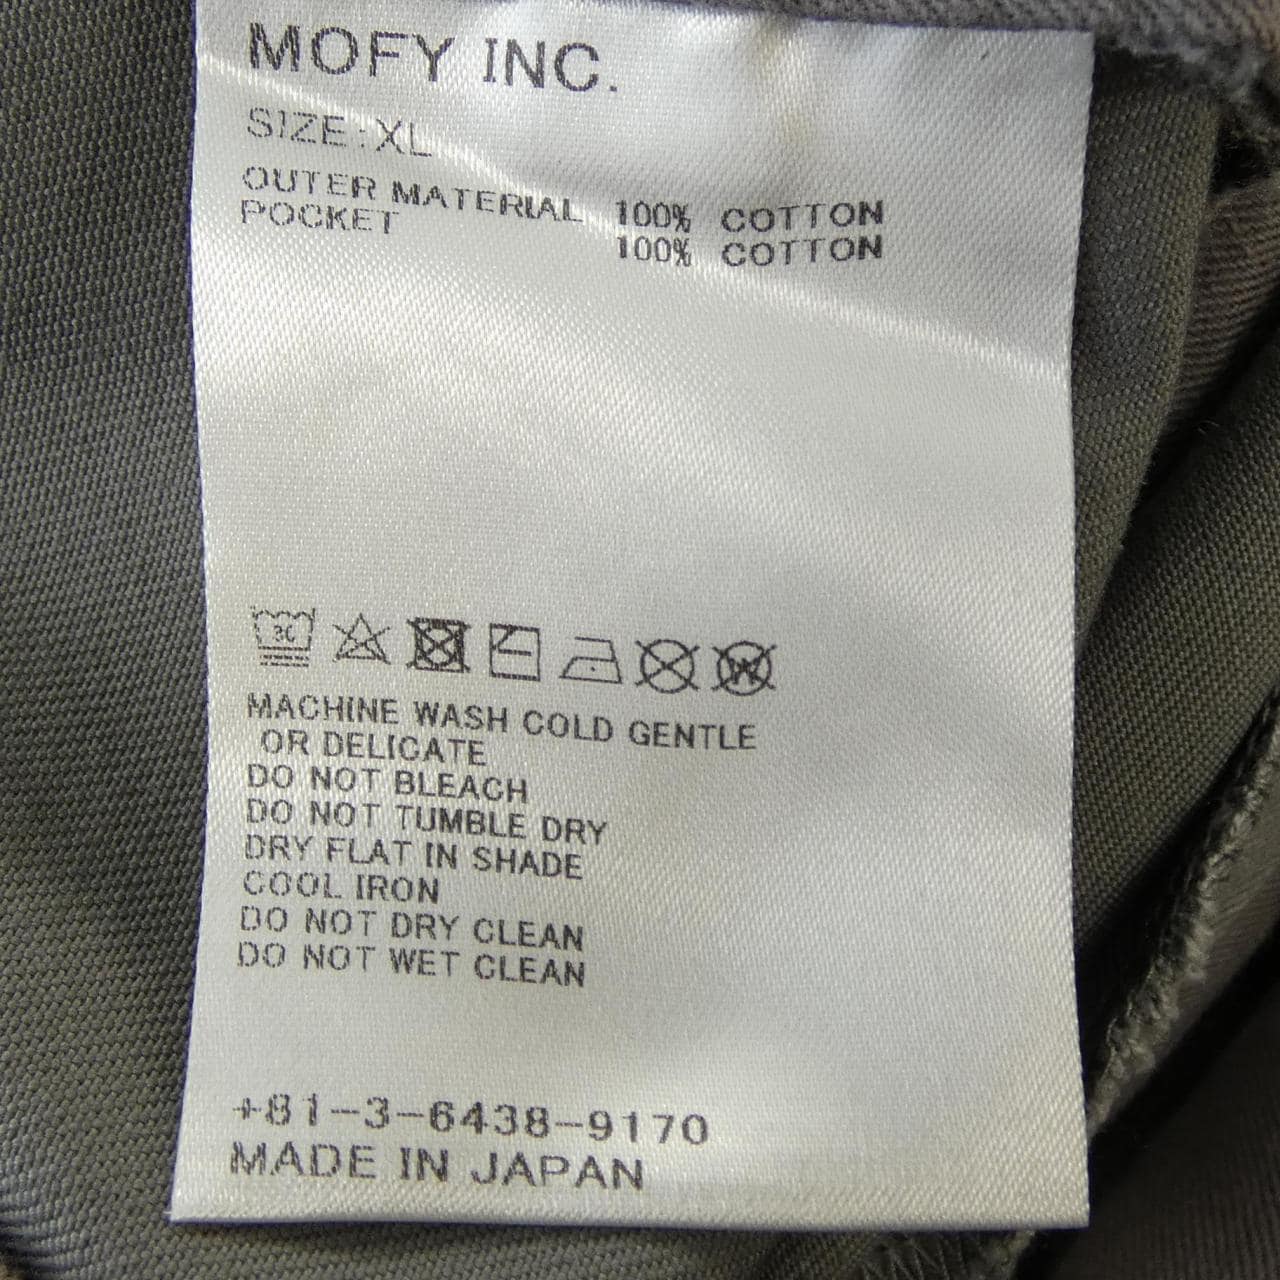 MOFY INC.
SIZE:XL
OUTER MATERIAL 100% COTTON
POCKET 100% COTTON
30
W
MACHINE WASH COLD GENTLE
OR DELICATE
DO NOT BLEACH
DO NOT TUMBLE DRY
DRY FLAT IN SHADE
COOL IRON
DO NOT DRY CLEAN
DO NOT WET CLEAN
+81-3-6438-9170
MADE IN JAPAN